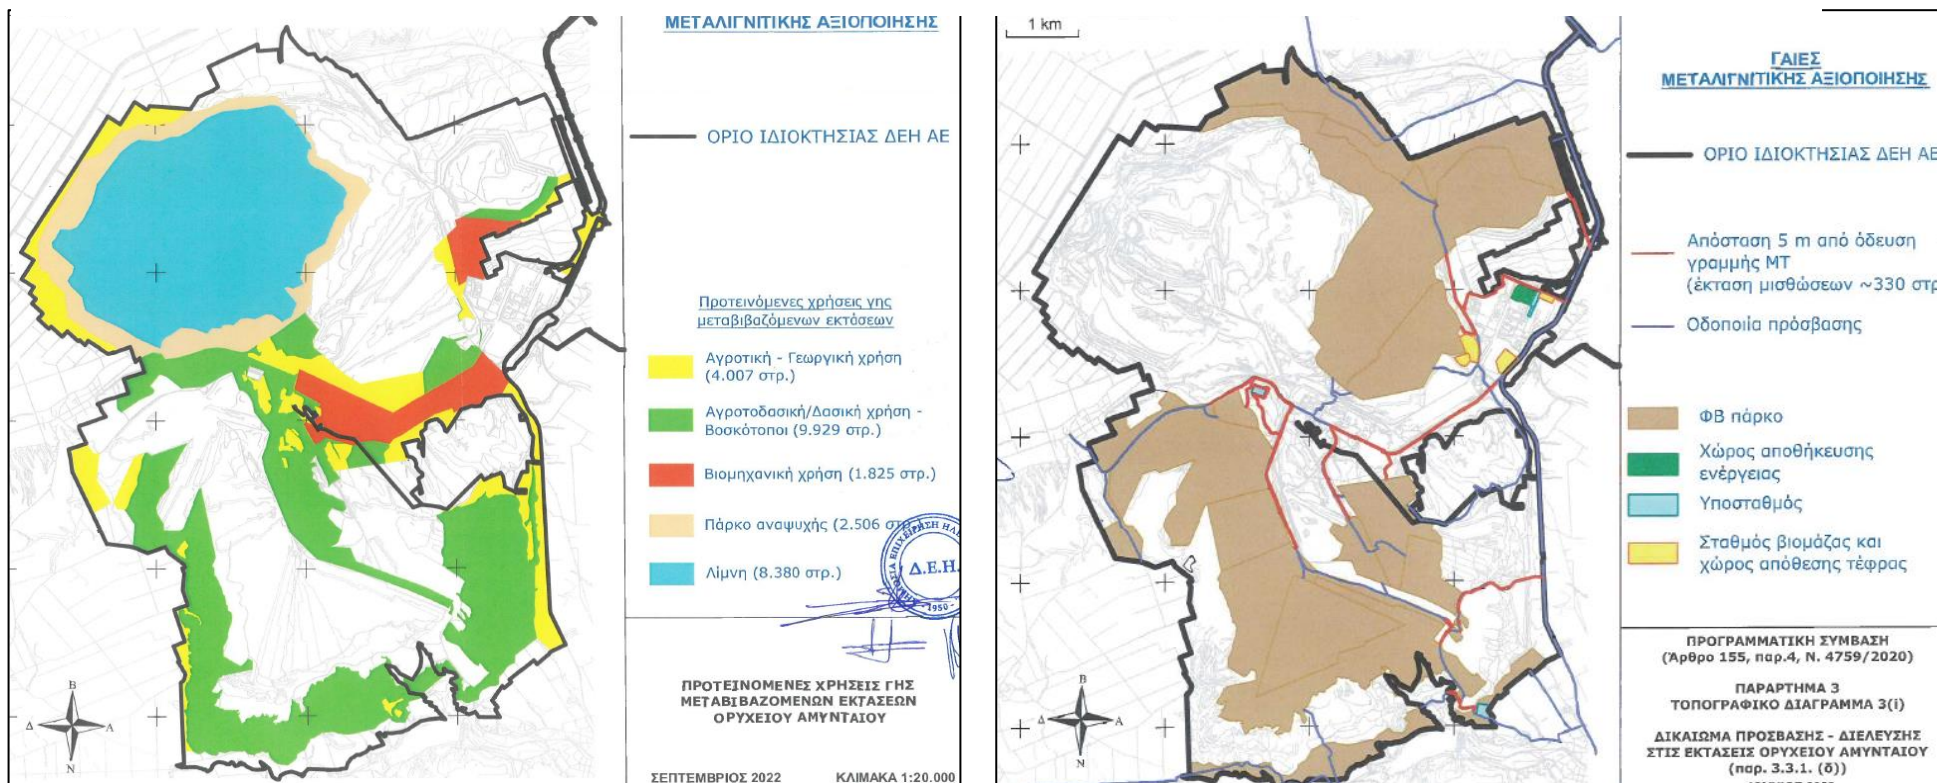 ΜΕΤΑΛΙΓΝΙΤΙΚΗΣ ΑΞΙΟΠΟΙΗΣΗΣ
ΟΡΙΟ ΙΔΙΟΚΤΗΣΙΑΣ ΔΕΗ ΑΕ
Προτεινόμενες χρήσεις γης
μεταβιβαζόμενων εκτάσεων
Αγροτική - Γεωργική χρήση
(4.007 στρ.)
Αγροτοδασική/Δασική χρήση -
Βοσκότοποι (9.929 στρ.)
Βιομηχανική χρήση (1.825 στρ.)
Πάρκο αναψυχής (2.506 στρ.
Λίμνη (8.380 στρ.)
Δ.Ε.Η.
1950
ΠΡΟΤΕΙΝΟΜΕΝΕΣ ΧΡΗΣΕΙΣ ΓΗΣ
ΜΕΤΑΒΙΒΑΖΟΜΕΝΩΝ ΕΚΤΑΣΕΩΝ
ΟΡΥΧΕΙΟΥ ΑΜΥΝΤΑΙΟΥ
ΣΕΠΤΕΜΒΡΙΟΣ 2022 ΚΛΙΜΑΚΑ 1:20.000
Β
Δ Α
Ν
1 km
ΓΑΙΕΣ
ΜΕΤΑΛΙΓΝΙΤΙΚΗΣ ΑΞΙΟΠΟΙΗΣΗΣ
ΟΡΙΟ ΙΔΙΟΚΤΗΣΙΑΣ ΔΕΗ ΑΕ
Απόσταση 5 m από όδευση
γραμμής ΜΤ
(έκταση μισθώσεων ~330 στρ
Οδοποιία πρόσβασης
ΦΒ πάρκο
Χώρος αποθήκευσης
ενέργειας
Υποσταθμός
Σταθμός βιομάζας και
χώρος απόθεσης τέφρας
ΠΡΟΓΡΑΜΜΑΤΙΚΗ ΣΥΜΒΑΣΗ
(Άρθρο 155, παρ.4, Ν. 4759/2020)
ΠΑΡΑΡΤΗΜΑ 3
ΤΟΠΟΓΡΑΦΙΚΟ ΔΙΑΓΡΑΜΜΑ 3(i)
ΔΙΚΑΙΩΜΑ ΠΡΟΣΒΑΣΗΣ - ΔΙΕΛΕΥΣΗΣ
ΣΤΙΣ ΕΚΤΑΣΕΙΣ ΟΡΥΧΕΙΟΥ ΑΜΥΝΤΑΙΟΥ
(παρ. 3.3.1. (δ))
Β
Δ Α
Ν